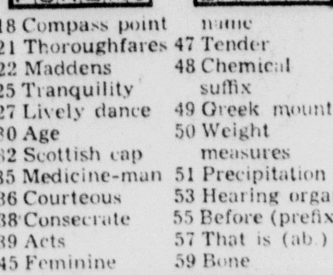 18 Compass point
21 Thoroughfares
22 Maddens
25 Tranquility
27 Lively dance
30 Age
32 Scottish cap
35 Medicine-man
36 Courteous
38 Consecrate
39 Acts
45 Feminine
name
47 Tender
48 Chemical
suffix
49 Greek mount
50 Weight
measures
51 Precipitation
53 Hearing orga
55 Before (prefix
57 That is (ab.)
59 Bone